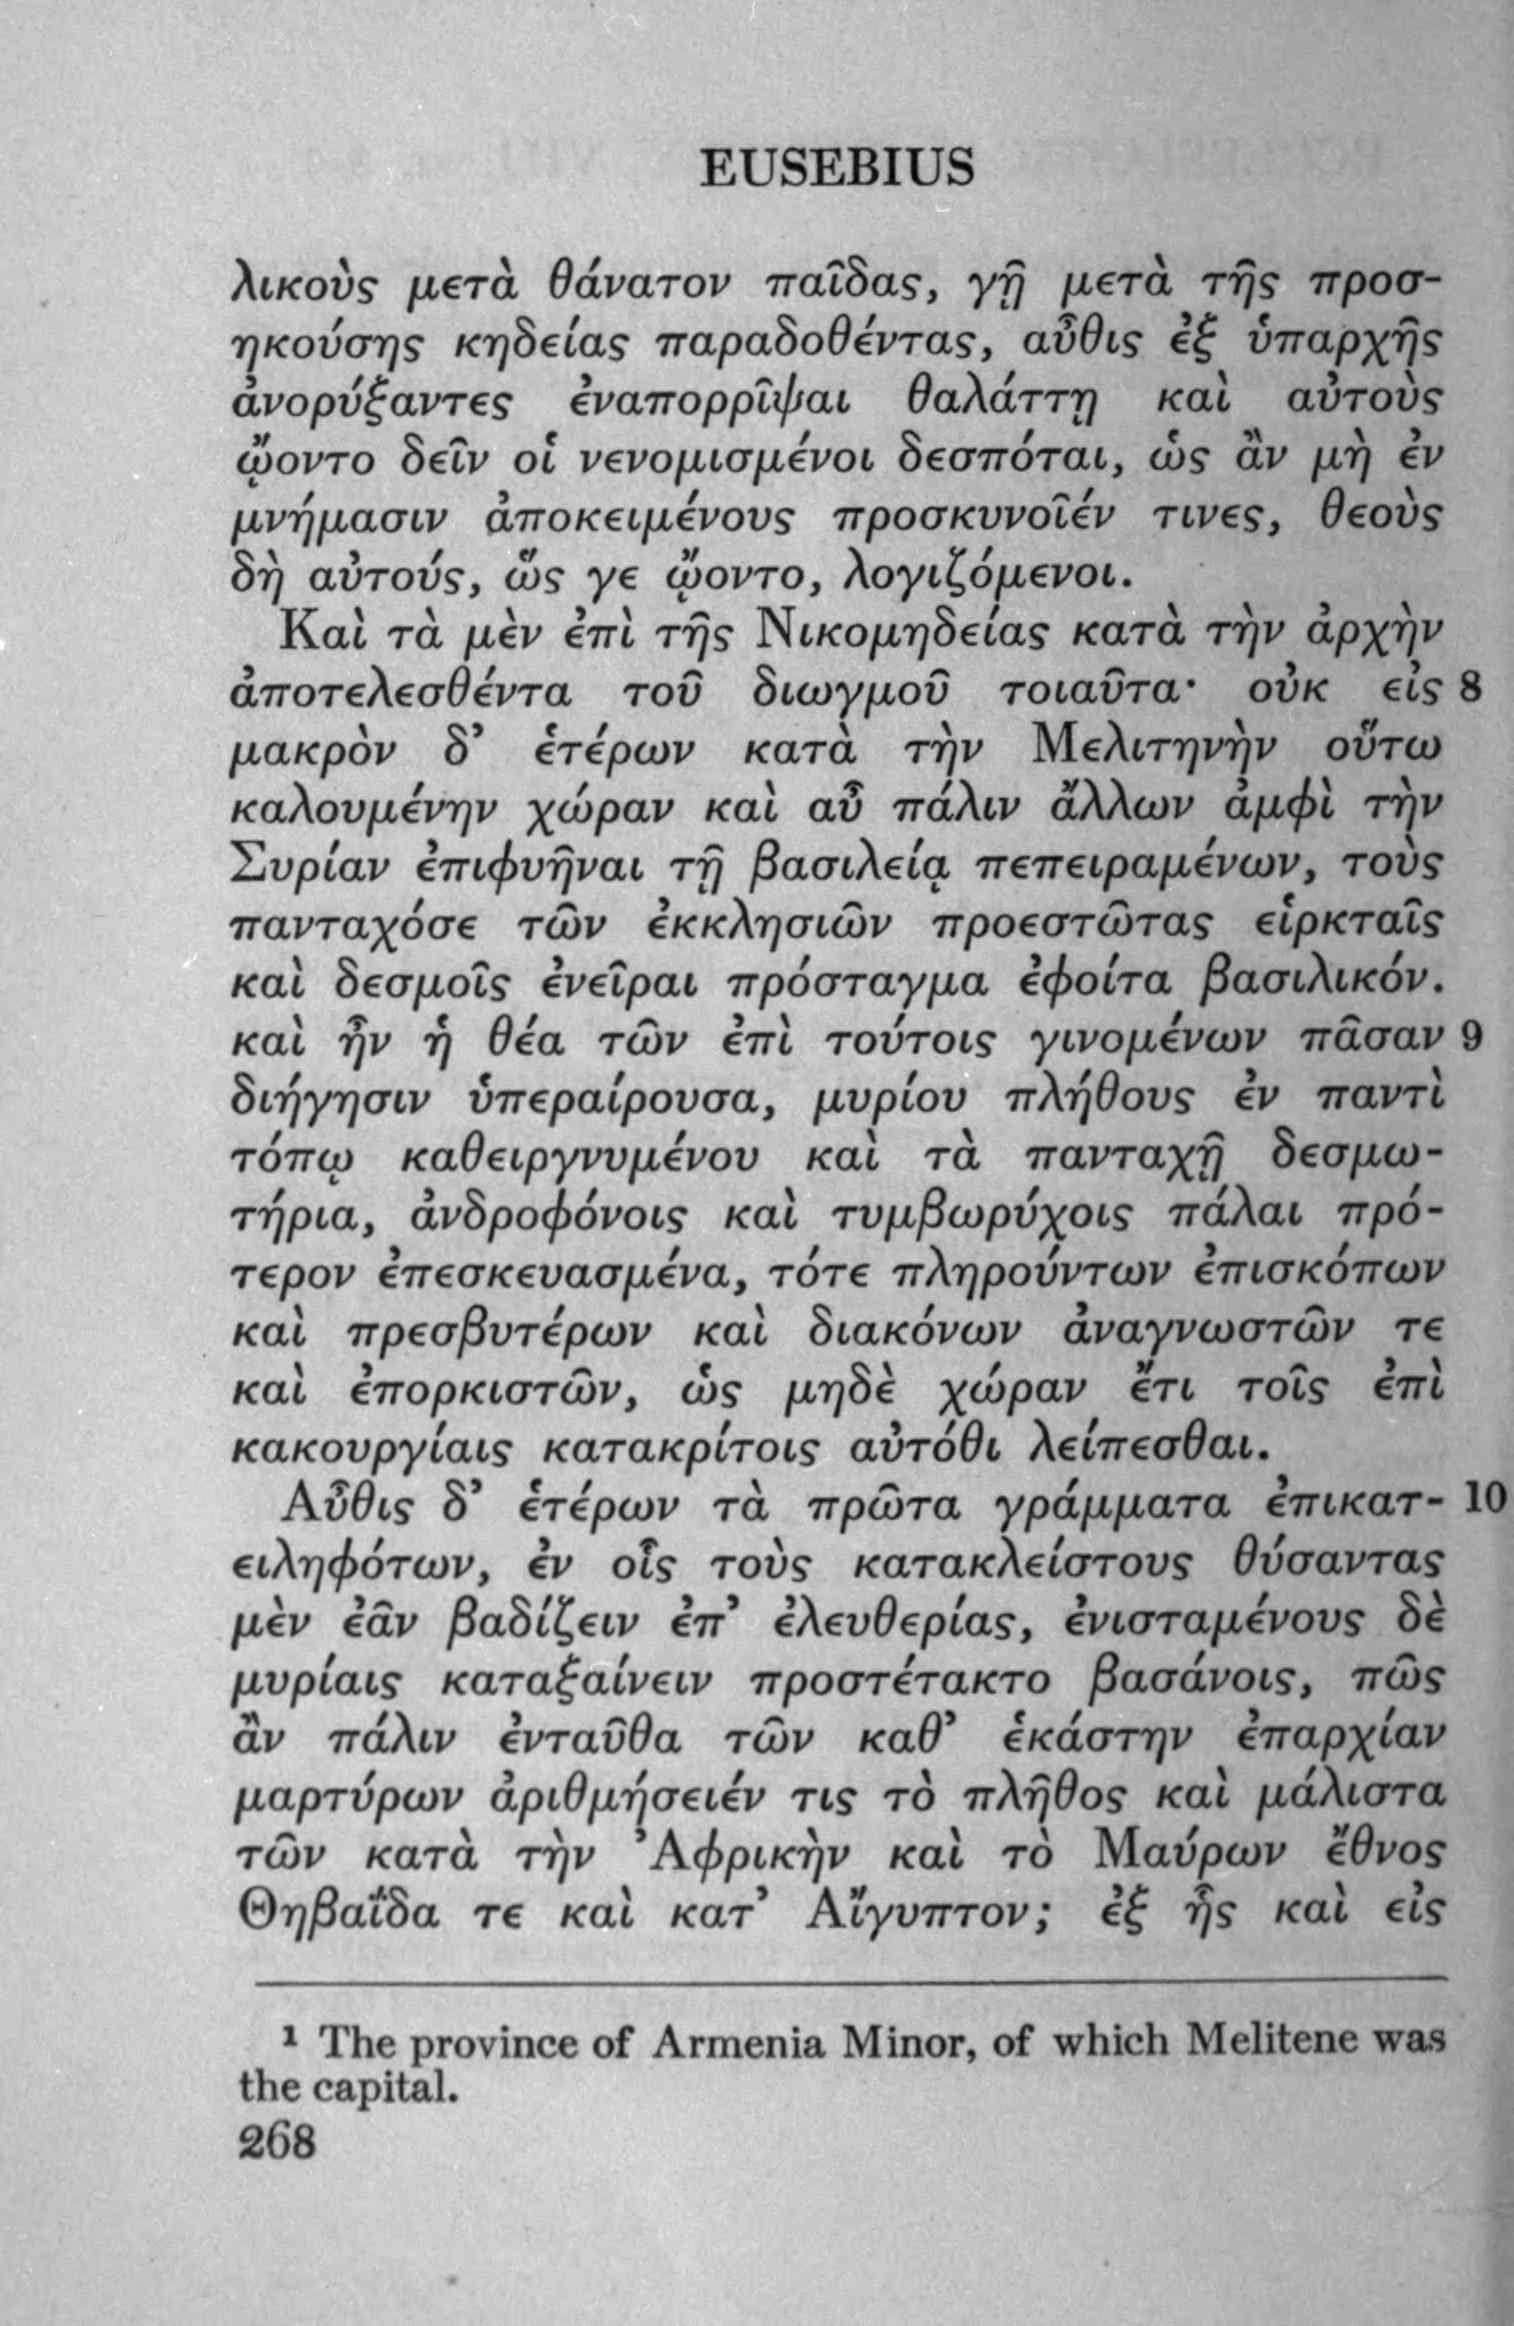 EUSEBIUS
λικοὺς μετὰ θάνατον παῖδας, γῇ μετὰ τῆς προσ-
ηκούσης κηδείας παραδοθέντας, αὖθις ἐξ ὑπαρχῆς
ἀνορύξαντες ἐναπορρῖψαι θαλάττῃ καὶ αὐτοὺς
ᾤοντο δεῖν οἱ νενομισμένοι δεσπόται, ὡς ἂν μὴ ἐν
μνήμασιν ἀποκειμένους προσκυνοῖέν τινες, θεοὺς
δὴ αὐτούς, ὥς γε ᾤοντο, λογιζόμενοι.
Καὶ τὰ μὲν ἐπὶ τῆς Νικομηδείας κατὰ τὴν ἀρχὴν
ἀποτελεσθέντα τοῦ διωγμοῦ τοιαῦτα· οὐκ εἰς 8
μακρὸν δ’ ἑτέρων κατὰ τὴν Μελιτηνὴν οὕτω
καλουμένην χώραν καὶ αὖ πάλιν ἄλλων ἀμφὶ τὴν
Συρίαν ἐπιφυῆναι τῇ βασιλείᾳ πεπειραμένων, τοὺς
πανταχόσε τῶν ἐκκλησιῶν προεστῶτας εἱρκταῖς
καὶ δεσμοῖς ἐνεῖραι πρόσταγμα ἐφοίτα βασιλικόν.
καὶ ἦν ἡ θέα τῶν ἐπὶ τούτοις γινομένων πᾶσαν 9
διήγησιν ὑπεραίρουσα, μυρίου πλήθους ἐν παντὶ
τόπῳ καθειργνυμένου καὶ τὰ πανταχῇ δεσμω-
τήρια, ἀνδροφόνοις καὶ τυμβωρύχοις πάλαι πρό-
τερον ἐπεσκευασμένα, τότε πληρούντων ἐπισκόπων
καὶ πρεσβυτέρων καὶ διακόνων ἀναγνωστῶν τε
καὶ ἐπορκιστῶν, ὡς μηδὲ χώραν ἔτι τοῖς ἐπὶ
κακουργίαις κατακρίτοις αὐτόθι λείπεσθαι.
Αὖθις δ’ ἑτέρων τὰ πρῶτα γράμματα ἐπικατ- 10
ειληφότων, ἐν οἷς τοὺς κατακλείστους θύσαντας
μὲν ἐᾶν βαδίζειν ἐπ’ ἐλευθερίας, ἐνισταμένους δὲ
μυρίαις καταξαίνειν προστέτακτο βασάνοις, πῶς
ἂν πάλιν ἐνταῦθα τῶν καθ’ ἑκάστην ἐπαρχίαν
μαρτύρων ἀριθμήσειέν τις τὸ πλῆθος καὶ μάλιστα
τῶν κατὰ τὴν Ἀφρικὴν καὶ τὸ Μαύρων ἔθνος
Θηβαΐδα τε καὶ κατ’ Αἴγυπτον; ἐξ ἧς καὶ εἰς
¹ The province of Armenia Minor, of which Melitene was
the capital.
268